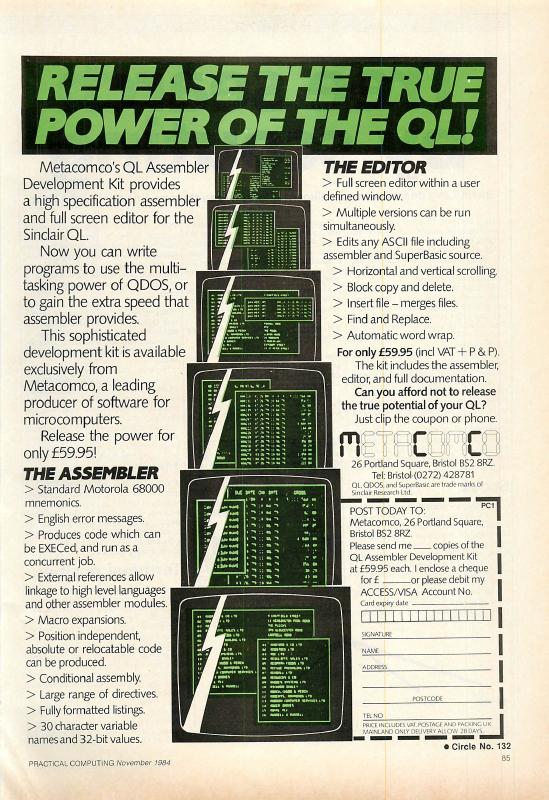 RELEASE THE TRUE
POWER OF THE QL!
Metacomco's QL Assembler
Development Kit provides
a high specification assembler
and full screen editor for the
Sinclair QL.
Now you can write
programs to use the multi-
tasking power of QDOS, or
to gain the extra speed that
assembler provides.
This sophisticated
development kit is available
exclusively from
Metacomco, a leading
producer of software for
microcomputers.
Release the power for
only £59.95!
THE ASSEMBLER
> Standard Motorola 68000
mnemonics.
> English error messages.
> Produces code which can
be EXECed, and run as a
concurrent job.
> External references allow
linkage to high level languages
and other assembler modules.
> Macro expansions.
> Position independent,
absolute or relocatable code
can be produced.
> Conditional assembly.
> Large range of directives.
> Fully formatted listings.
> 30 character variable
names and 32-bit values.
DUE DATE
DATE
GROSS
THE EDITOR
> Full screen editor within a user
defined window.
> Multiple versions can be run
simultaneously.
> Edits any ASCII file including
assembler and SuperBasic source.
> Horizontal and vertical scrolling.
> Block copy and delete.
> Insert file – merges files.
> Find and Replace.
> Automatic word wrap.
For only £59.95 (incl VAT + P & P).
The kit includes the assembler,
editor, and full documentation.
Can you afford not to release
the true potential of your QL?
Just clip the coupon or phone.
METACOMCO
26 Portland Square, Bristol BS2 8RZ.
Tel: Bristol (0272) 428781
QL, QDOS, and SuperBasic are trade marks of
Sinclair Research Ltd.
PC1
POST TODAY TO:
Metacomco, 26 Portland Square,
Bristol BS2 8RZ.
Please send me ____ copies of the
QL Assembler Development Kit
at £59.95 each. I enclose a cheque
for £ ____ or please debit my
ACCESS/VISA Account No.
Card expiry date
SIGNATURE
NAME
ADDRESS
POSTCODE
TEL NO
PRICE INCLUDES VAT, POSTAGE AND PACKING UK
MAINLAND ONLY DELIVERY ALLOW 28 DAYS.
● Circle No. 132
PRACTICAL COMPUTING November 1984
85